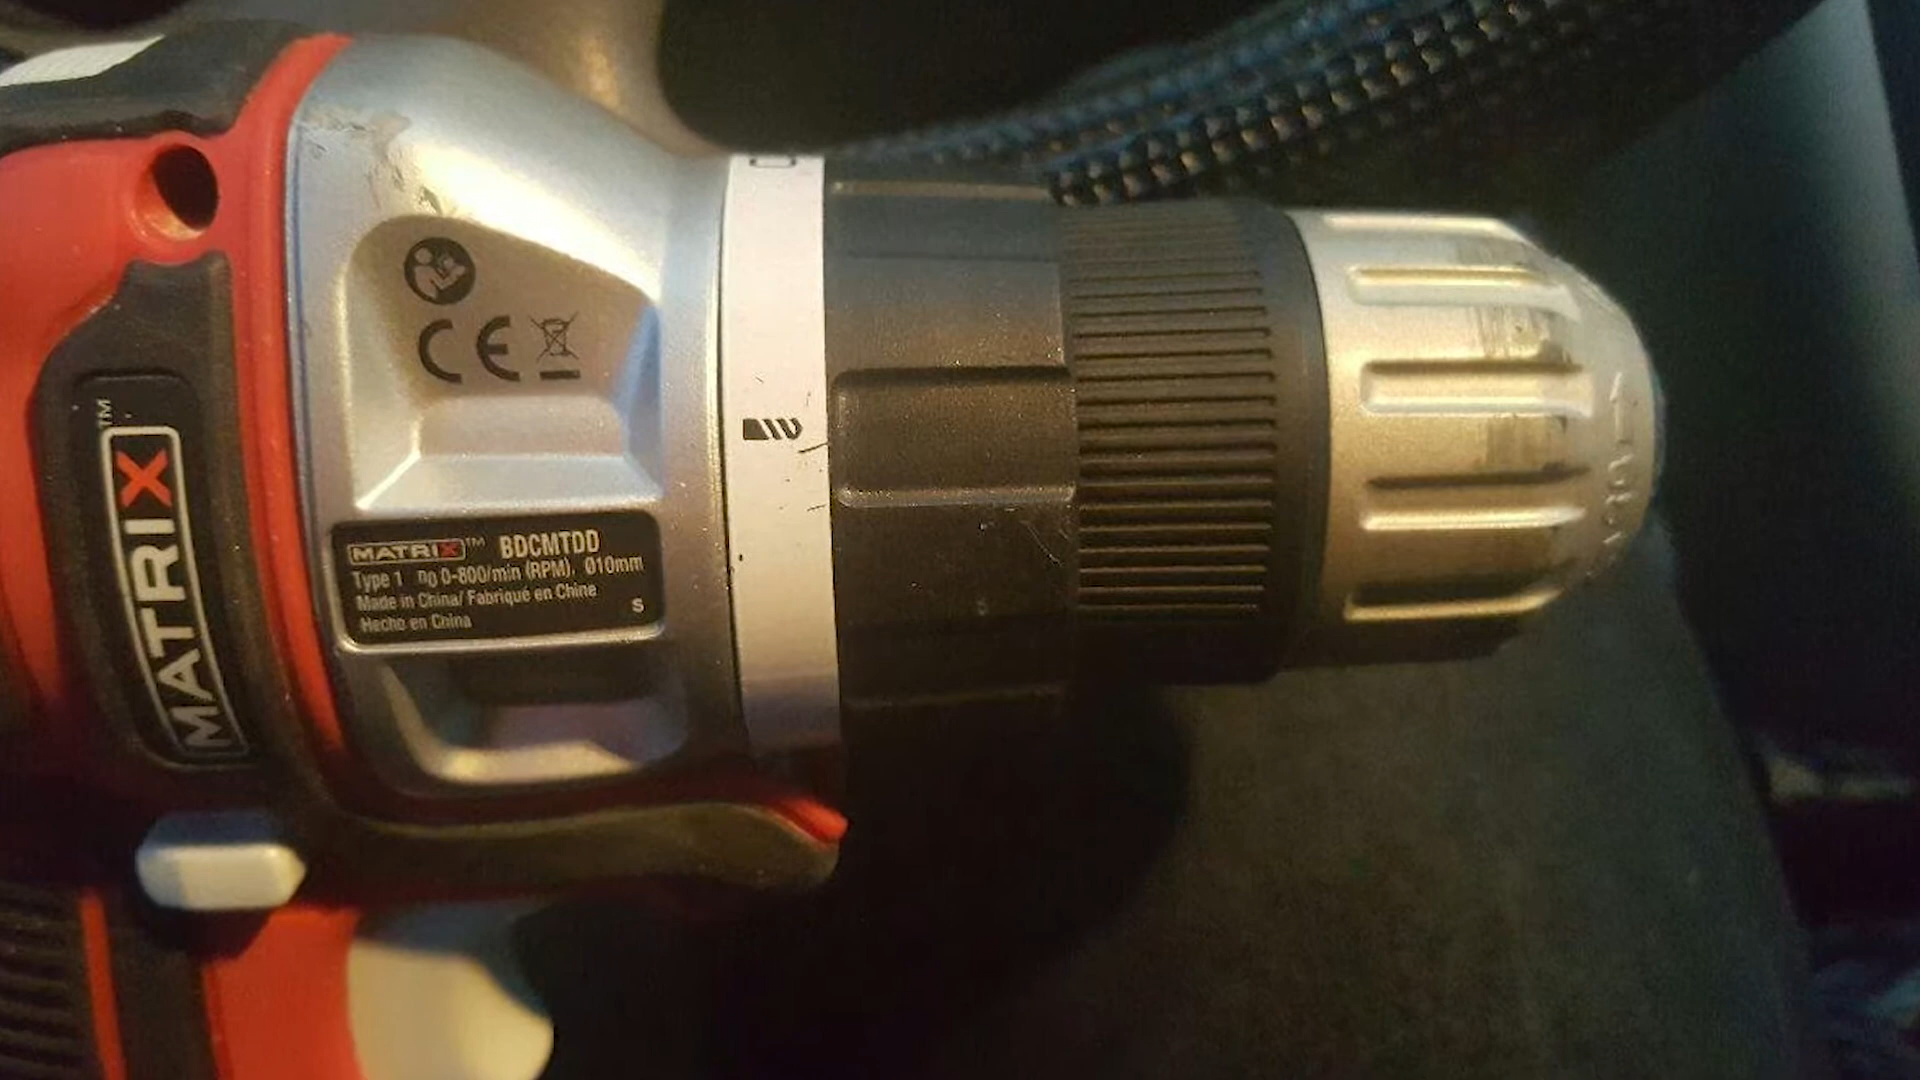 MATRIX™
CE
MATRIX™ BDCMTDD
Type 1 n0 0-800/min (RPM), Ø10mm
Made in China/ Fabriqué en Chine
Hecho en China
S